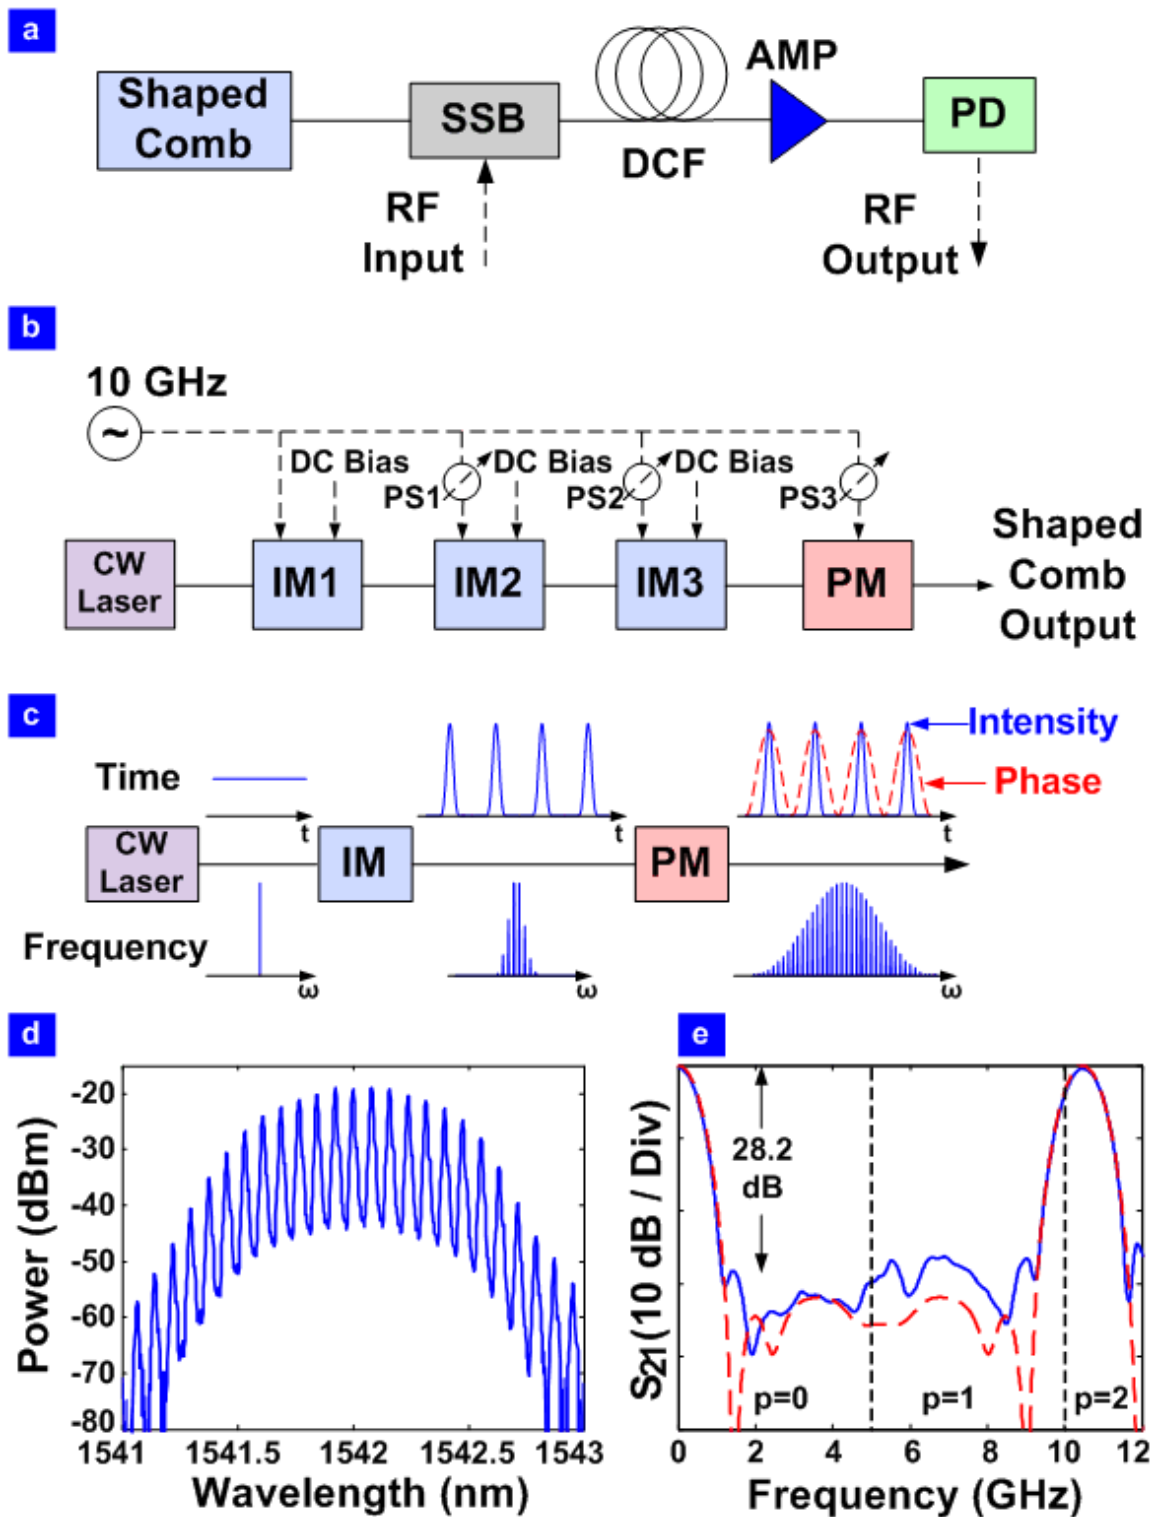 a
Shaped
Comb
SSB
DCF
AMP
PD
RF
Input
RF
Output
b
10 GHz
~
DC Bias
DC Bias
DC Bias
PS1
PS2
PS3
CW
Laser
IM1
IM2
IM3
PM
Shaped
Comb
Output
c
Intensity
Phase
Time
t
t
t
CW
Laser
IM
PM
Frequency
ω
ω
ω
d
Power (dBm)
-20
-30
-40
-50
-60
-70
-80
1541
1541.5
1542
1542.5
1543
Wavelength (nm)
e
S21(10 dB / Div)
28.2
dB
p=0
p=1
p=2
0
2
4
6
8
10
12
Frequency (GHz)